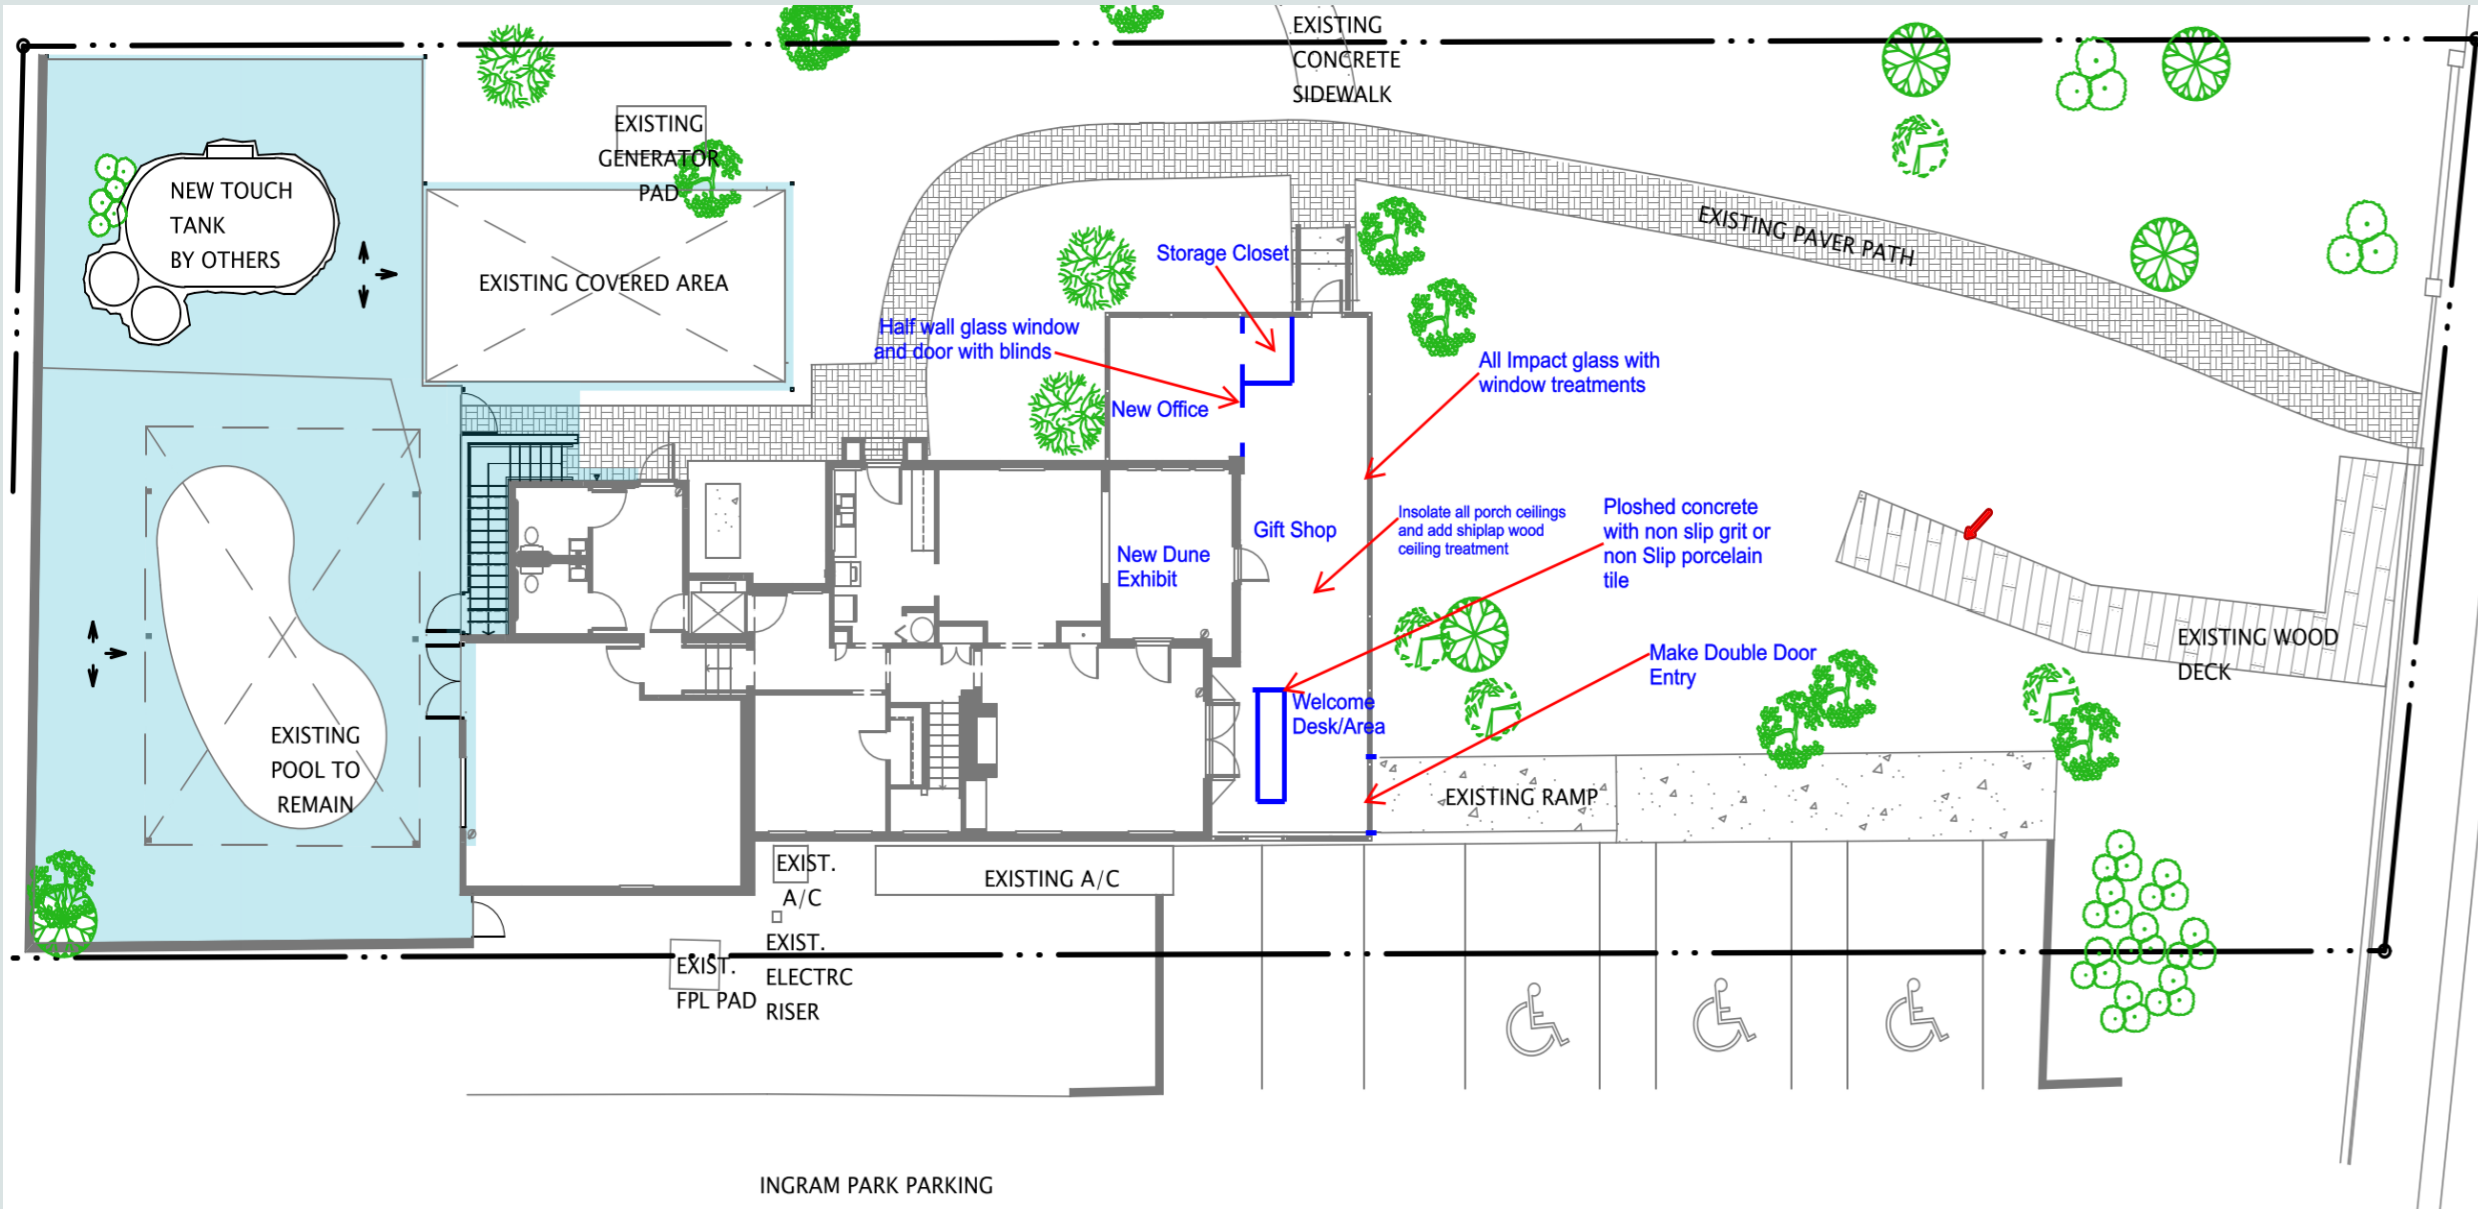 EXISTING
CONCRETE
SIDEWALK
EXISTING
GENERATOR
PAD
NEW TOUCH
TANK
BY OTHERS
EXISTING COVERED AREA
EXISTING PAVER PATH
Storage Closet
Half wall glass window
and door with blinds
New Office
All Impact glass with
window treatments
Insolate all porch ceilings
and add shiplap wood
ceiling treatment
Ploshed concrete
with non slip grit or
non Slip porcelain
tile
Gift Shop
New Dune
Exhibit
Make Double Door
Entry
EXISTING WOOD
DECK
Welcome
Desk/Area
EXISTING
POOL TO
REMAIN
EXISTING RAMP
EXIST.
A/C
EXISTING A/C
EXIST.
ELECTRC
RISER
EXIST.
FPL PAD
INGRAM PARK PARKING